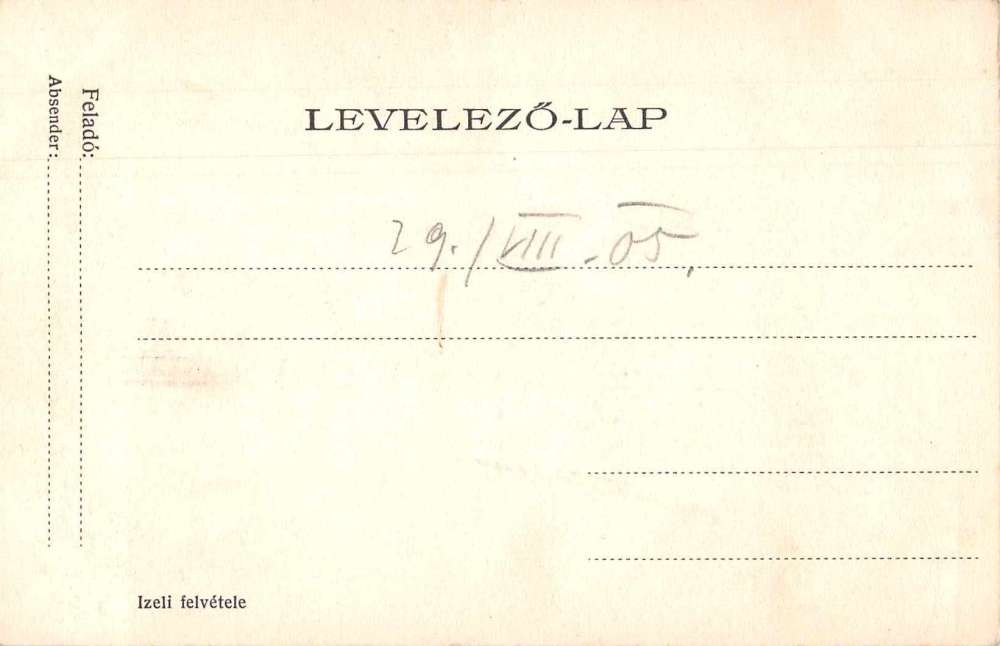 LEVELEZŐ-LAP
Feladó:
Absender:
29./VIII.-05.
Izeli felvétele